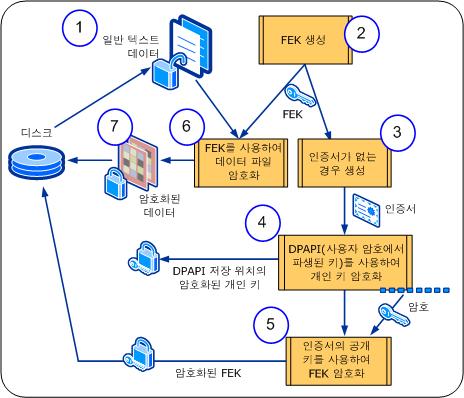 1
일반 텍스트
데이터
FEK 생성
2
FEK
디스크
7
6
3
FEK를 사용하여
데이터 파일
암호화
인증서가 없는
경우 생성
암호화된
데이터
인증서
4
DPAPI(사용자 암호에서
파생된 키)를 사용하여
개인 키 암호화
DPAPI 저장 위치의
암호화된 개인 키
암호
5
인증서의 공개
키를 사용하여
FEK 암호화
암호화된 FEK